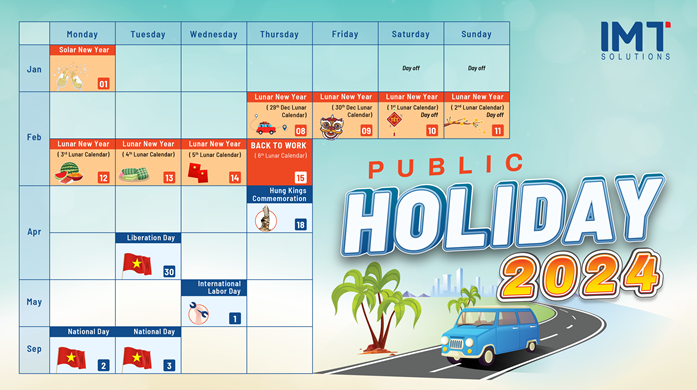 IMT
SOLUTIONS
Monday Tuesday Wednesday Thursday Friday Saturday Sunday
Jan
Solar New Year
01
Day off
Day off
Feb
Lunar New Year
(29th Dec Lunar Calendar)
08
Lunar New Year
(30th Dec Lunar Calendar)
09
Lunar New Year
(1st Lunar Calendar)
Day off
10
Lunar New Year
(2nd Lunar Calendar)
Day off
11
Lunar New Year
(3rd Lunar Calendar)
12
Lunar New Year
(4th Lunar Calendar)
13
Lunar New Year
(5th Lunar Calendar)
14
BACK TO WORK
(6th Lunar Calendar)
15
Apr
Hung Kings
Commemoration
18
Liberation Day
30
May
International
Labor Day
1
Sep
National Day
2
National Day
3
PUBLIC
HOLIDAY
2024